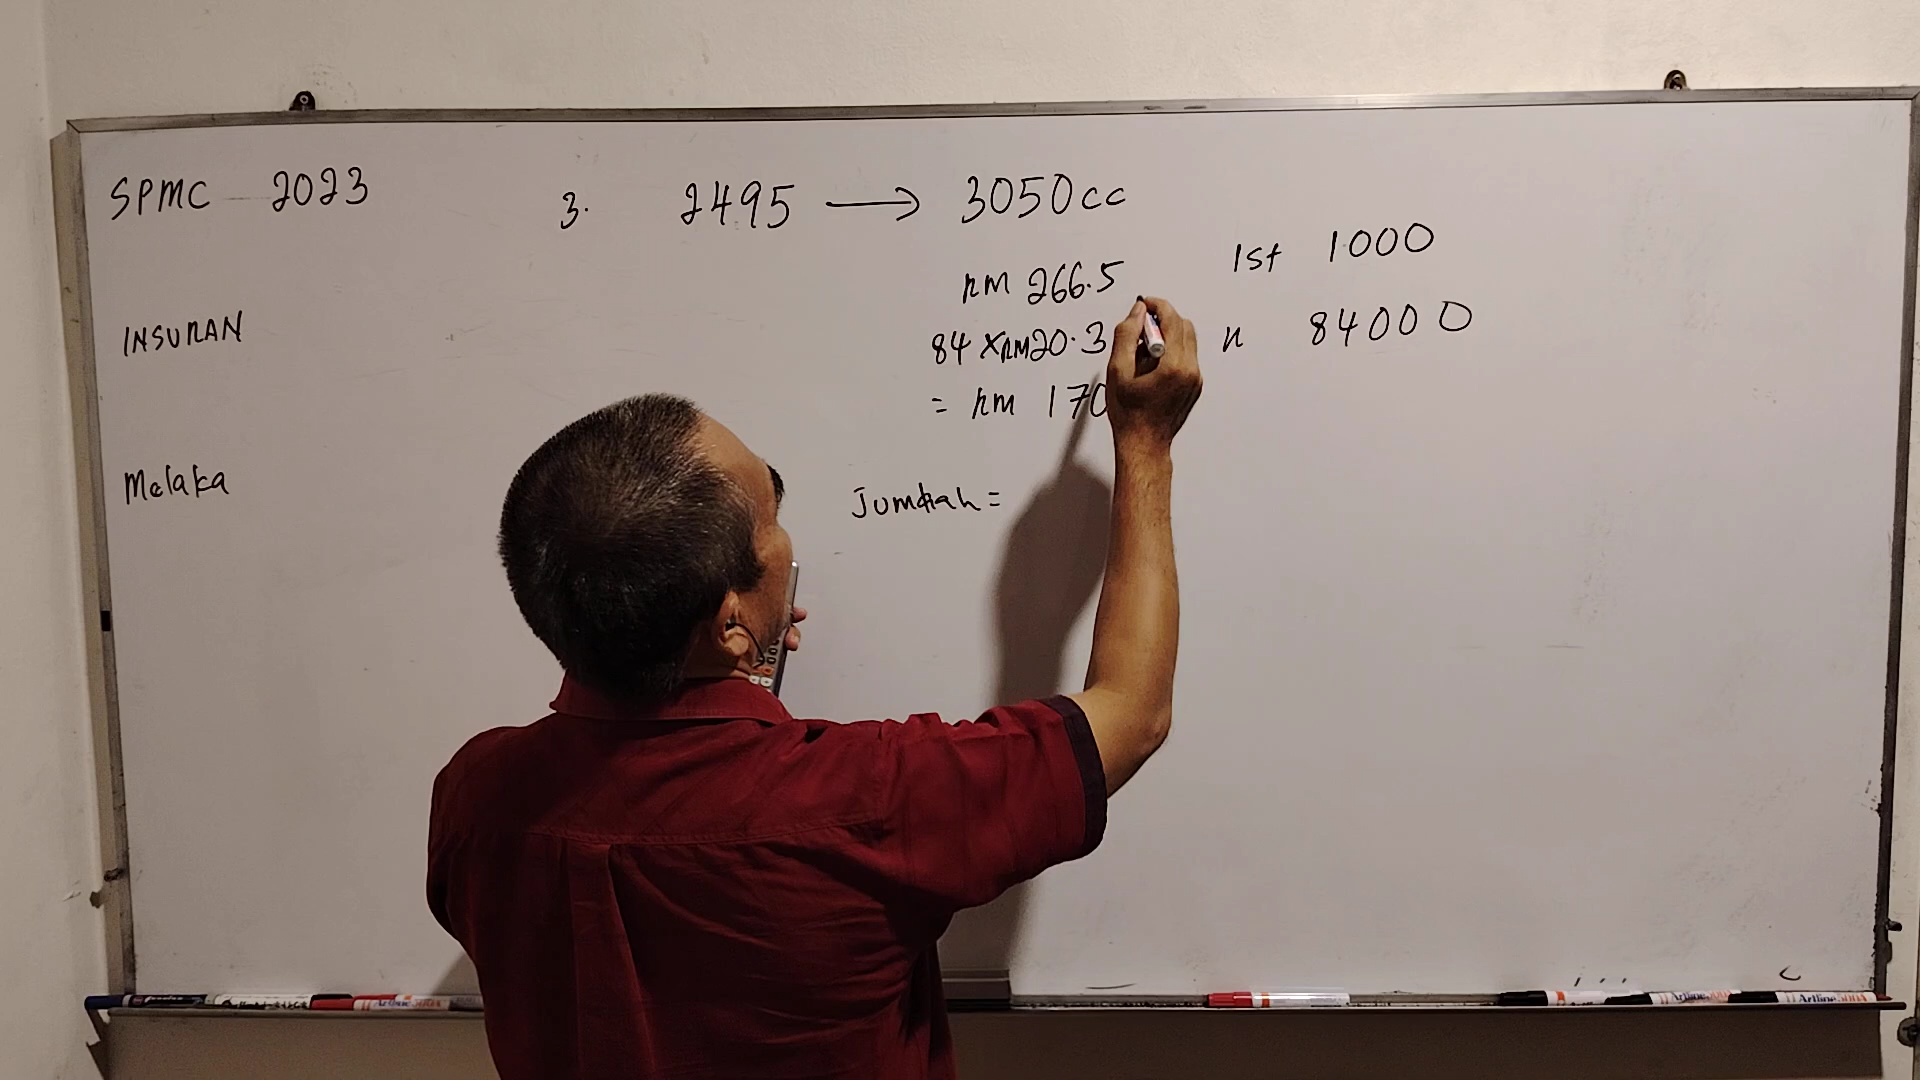 SPMC 2023
3. 2495 → 3050cc
RM 266.5
1st 1000
84 x RM20.3
R 84000
= RM 170
INSURAN
Melaka
Jumlah =
Artline